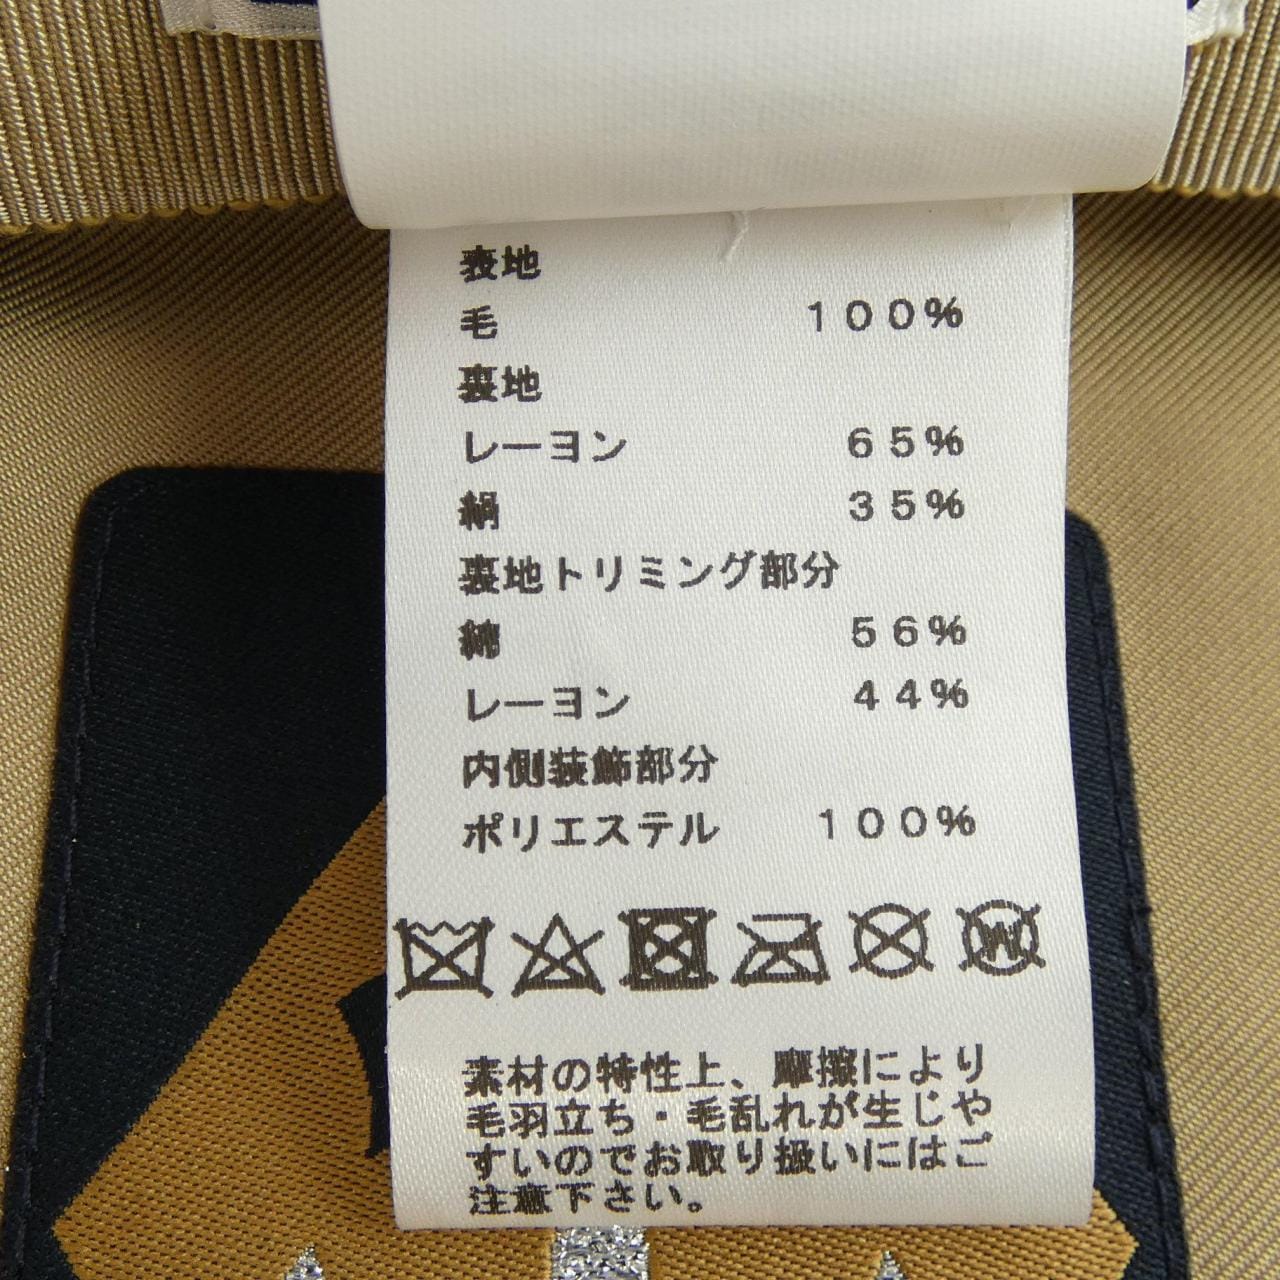 表地
毛 100%
裏地
レーヨン 65%
絹 35%
裏地トリミング部分
綿 56%
レーヨン 44%
内側装飾部分
ポリエステル 100%
W
素材の特性上、摩擦により
毛羽立ち・毛乱れが生じや
すいのでお取り扱いにはご
注意下さい。